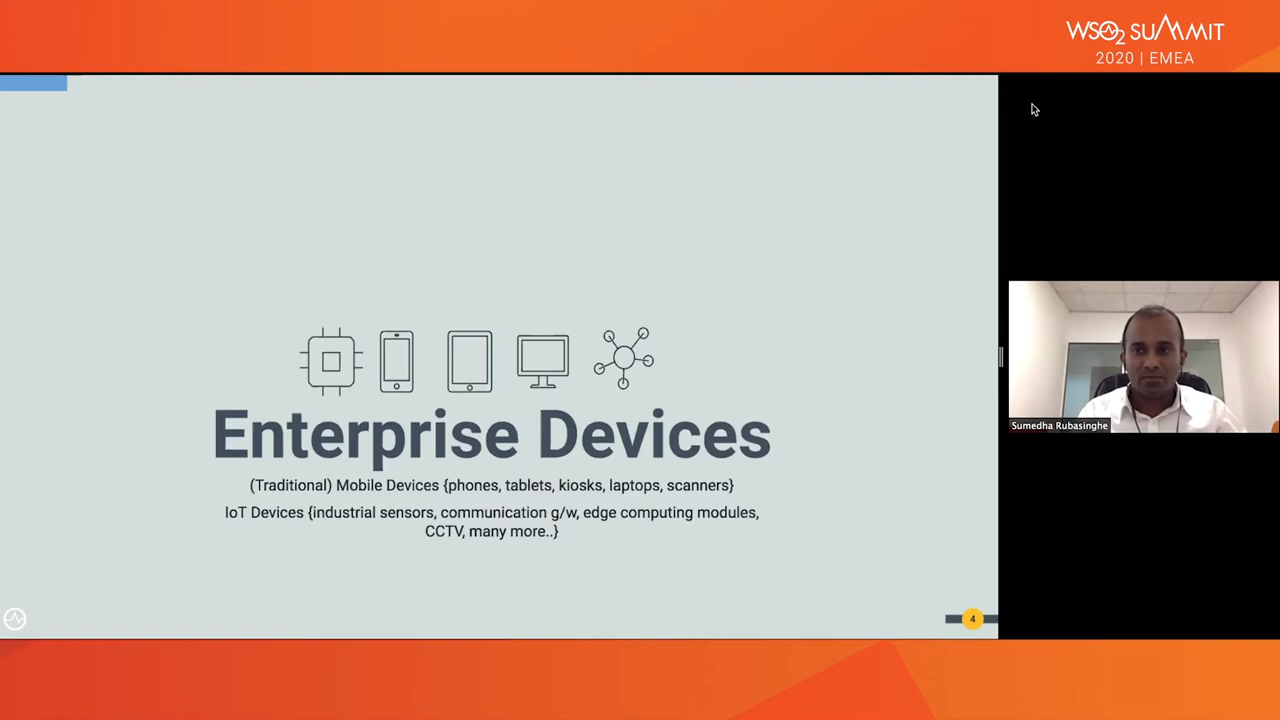 WSO2 SUMMIT
2020 | EMEA
Enterprise Devices
(Traditional) Mobile Devices {phones, tablets, kiosks, laptops, scanners}
IoT Devices {industrial sensors, communication g/w, edge computing modules,
CCTV, many more..}
4
Sumedha Rubasinghe